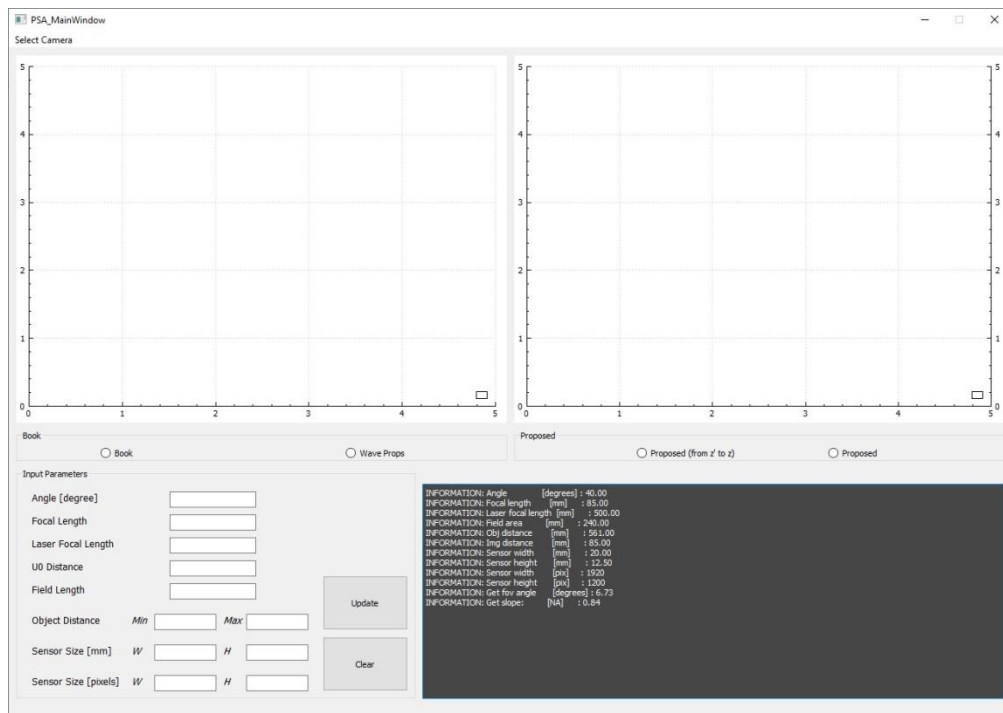 PSA_MainWindow
Select Camera
5
4
3
2
1
0
0 1 2 3 4 5
5 5
4 4
3 3
2 2
1 1
0 0
0 1 2 3 4 5
Book
Book Wave Props
Proposed
Proposed (from z' to z) Proposed
Input Parameters
Angle [degree]
Focal Length
Laser Focal Length
U0 Distance
Field Length
Object Distance Min Max
Sensor Size [mm] W H
Sensor Size [pixels] W H
Update
Clear
INFORMATION: Angle [degrees] : 40.00
INFORMATION: Focal length [mm] : 85.00
INFORMATION: Laser focal length [mm] : 500.00
INFORMATION: Field area [mm] : 240.00
INFORMATION: Obj distance [mm] : 561.00
INFORMATION: Img distance [mm] : 85.00
INFORMATION: Sensor width [mm] : 20.00
INFORMATION: Sensor height [mm] : 12.50
INFORMATION: Sensor width [pix] : 1920
INFORMATION: Sensor height [pix] : 1200
INFORMATION: Get fov angle [degrees] : 6.73
INFORMATION: Get slope: [NA] : 0.84